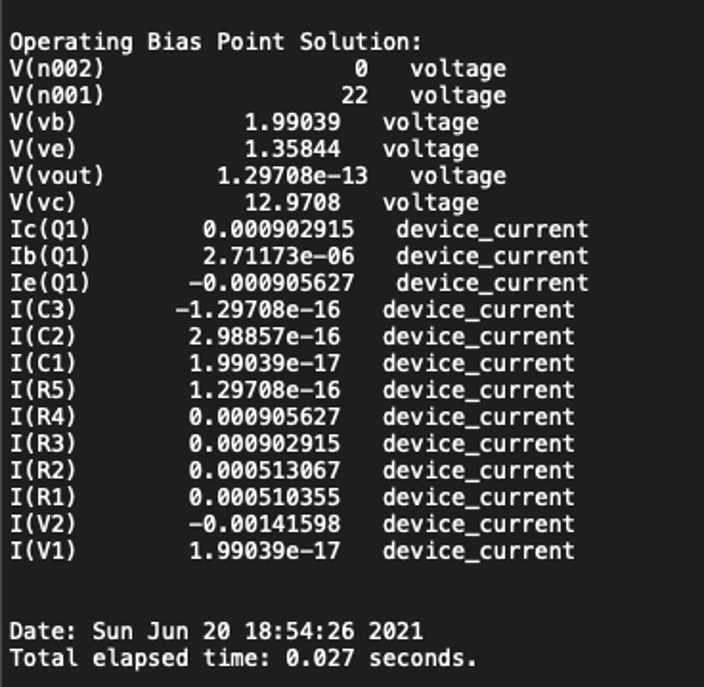 Operating Bias Point Solution:
V(n002) 0 voltage
V(n001) 22 voltage
V(vb) 1.99039 voltage
V(ve) 1.35844 voltage
V(vout) 1.29708e-13 voltage
V(vc) 12.9708 voltage
Ic(Q1) 0.000902915 device_current
Ib(Q1) 2.71173e-06 device_current
Ie(Q1) -0.000905627 device_current
I(C3) -1.29708e-16 device_current
I(C2) 2.98857e-16 device_current
I(C1) 1.99039e-17 device_current
I(R5) 1.29708e-16 device_current
I(R4) 0.000905627 device_current
I(R3) 0.000902915 device_current
I(R2) 0.000513067 device_current
I(R1) 0.000510355 device_current
I(V2) -0.00141598 device_current
I(V1) 1.99039e-17 device_current
Date: Sun Jun 20 18:54:26 2021
Total elapsed time: 0.027 seconds.